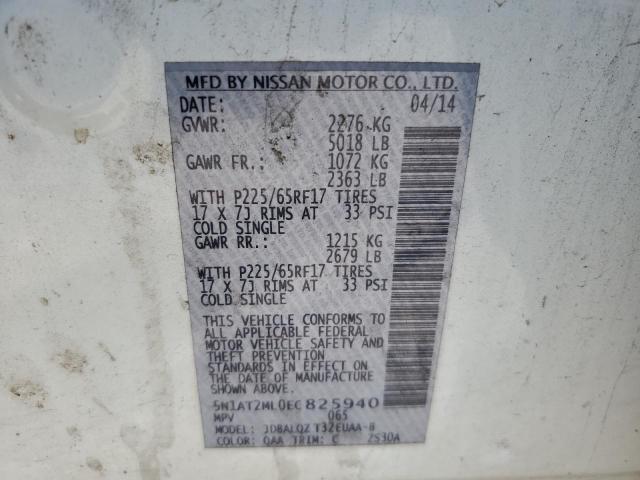 MFD BY NISSAN MOTOR CO., LTD.
DATE: 04/14
GVWR: 2276 KG
5018 LB
GAWR FR.: 1072 KG
2363 LB
WITH P225/65RF17 TIRES
17 X 7J RIMS AT 33 PSI
COLD SINGLE
GAWR RR.: 1215 KG
2679 LB
WITH P225/65RF17 TIRES
17 X 7J RIMS AT 33 PSI
COLD SINGLE
THIS VEHICLE CONFORMS TO
ALL APPLICABLE FEDERAL
MOTOR VEHICLE SAFETY AND
THEFT PREVENTION
STANDARDS IN EFFECT ON
THE DATE OF MANUFACTURE
SHOWN ABOVE.
5N1AT2ML0EC825940
MPV 065
MODEL: JDBALQZ T32EUAA-B
COLOR: QAA TRIM: C ZS30A